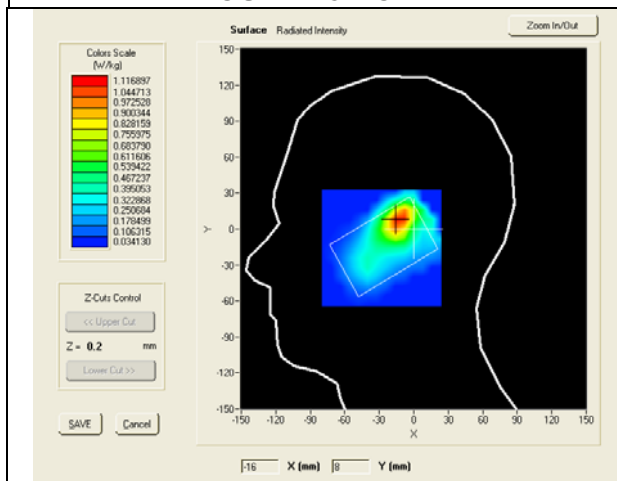 Surface Radiated Intensity
Zoom In/Out
Colors Scale
(W/kg)
1.116897
1.044713
0.972528
0.900344
0.828159
0.755975
0.683790
0.611606
0.539422
0.467237
0.395053
0.322868
0.250684
0.178499
0.106315
0.034130
Z-Cuts Control
<< Upper Cut
Z = 0.2 mm
Lower Cut >>
SAVE Cancel
150
120
90
60
30
0
-30
-60
-90
-120
-150
Y
-150 -120 -90 -60 -30 0 30 60 90 120 150
X
-16 X (mm) 8 Y (mm)